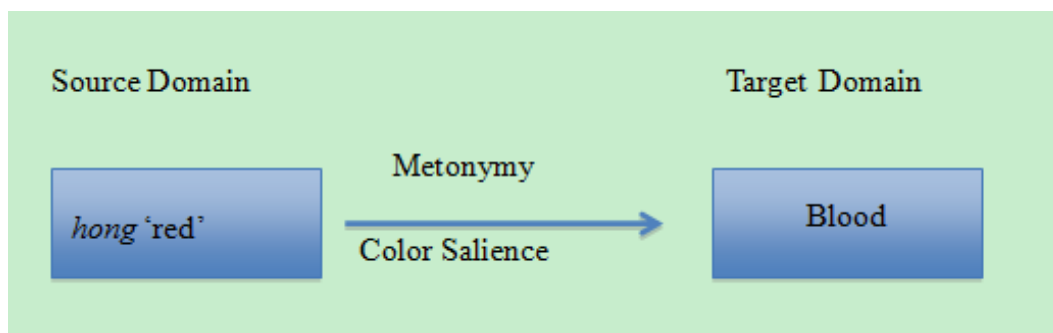 Source Domain
Target Domain
Metonymy
hong ‘red’
Blood
Color Salience